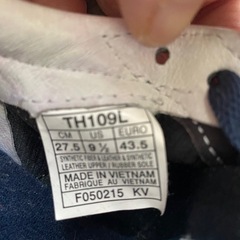 TH109L
CM US EURO
27.5 9½ 43.5
SYNTHETIC FIBER & LEATHER & SYNTHETIC
LEATHER UPPER / RUBBER SOLE
MADE IN VIETNAM
FABRIQUE AU VIETNAM
F050215 KV